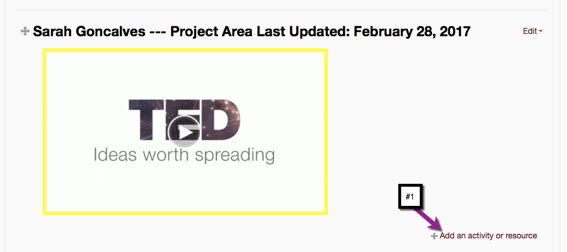 Sarah Goncalves --- Project Area Last Updated: February 28, 2017
Edit
TED
Ideas worth spreading
#1
Add an activity or resource